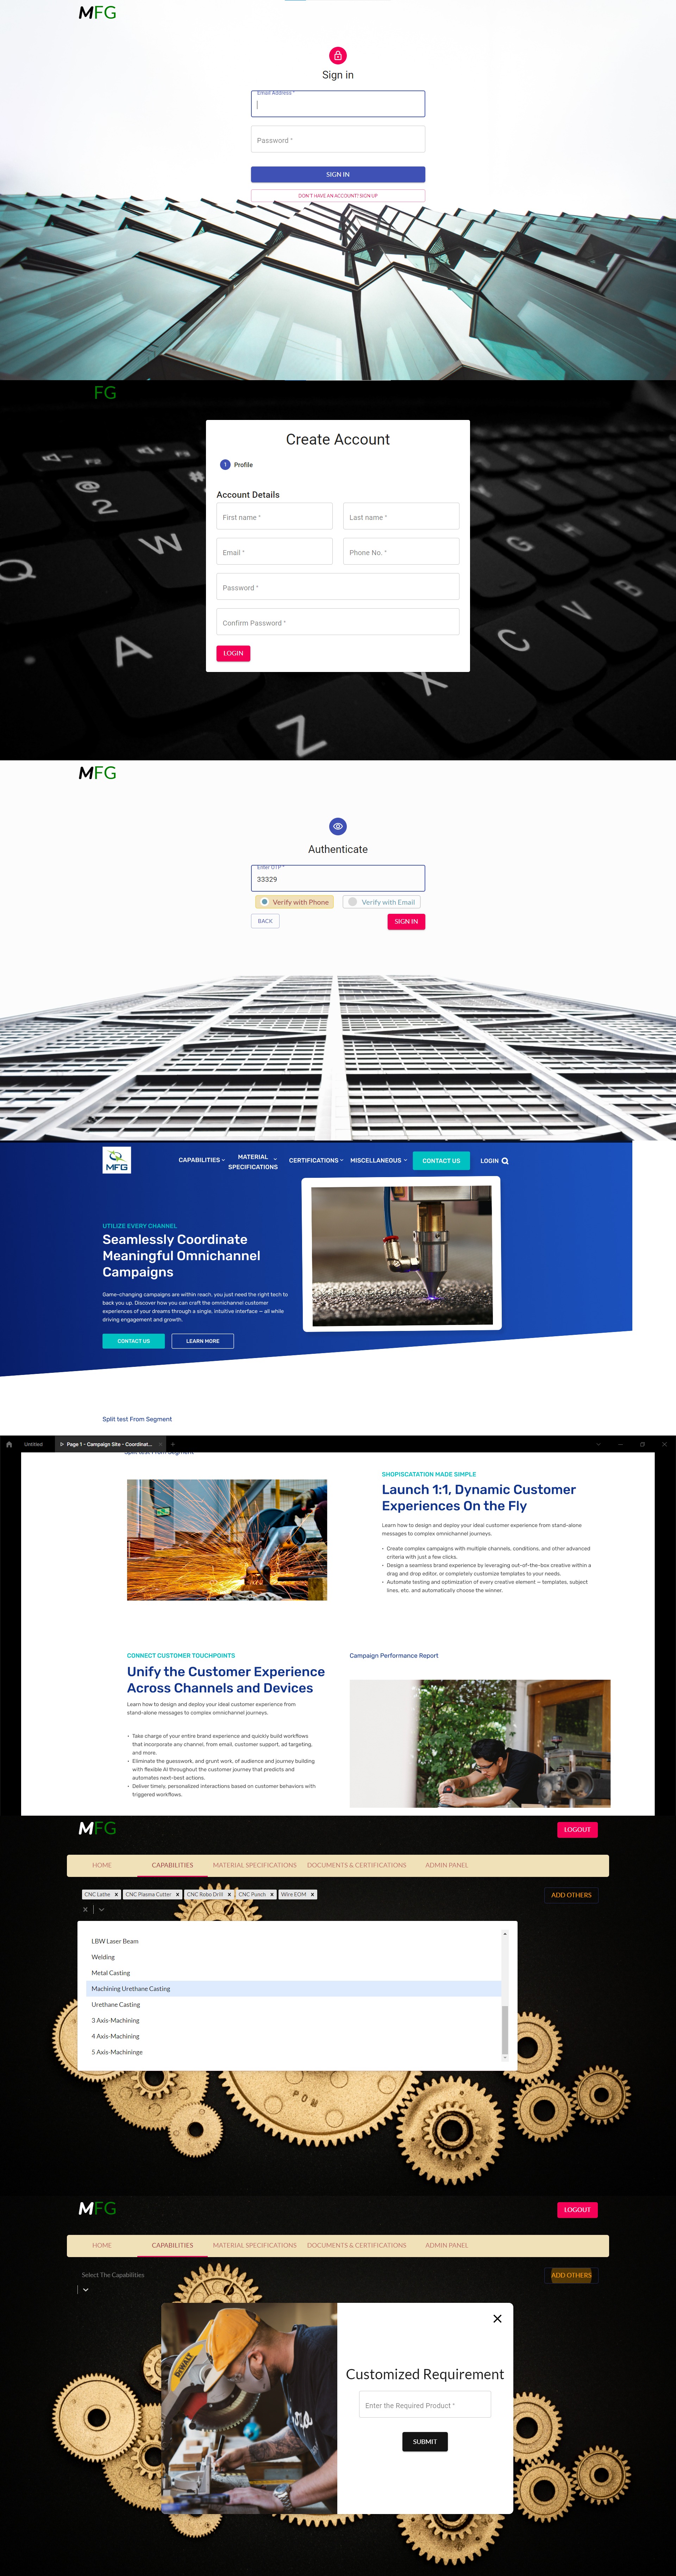 MFG
Sign in
Email Address *
Password *
SIGN IN
DON'T HAVE AN ACCOUNT? SIGN UP
FG
Create Account
1 Profile
Account Details
First name * Last name *
Email * Phone No. *
Password *
Confirm Password *
LOGIN
@
2
W
Q
A
Z
X
C
V
MFG
Authenticate
Enter OTP *
33329
Verify with Phone Verify with Email
BACK SIGN IN
MFG
CAPABILITIES MATERIAL SPECIFICATIONS CERTIFICATIONS MISCELLANEOUS CONTACT US LOGIN
UTILIZE EVERY CHANNEL
Seamlessly Coordinate
Meaningful Omnichannel
Campaigns
Game-changing campaigns are within reach, you just need the right tech to
back you up. Discover how you can craft the omnichannel customer
experiences of your dreams through a single, intuitive interface — all while
driving engagement and growth.
CONTACT US LEARN MORE
Split test From Segment
Untitled Page 1 - Campaign Site - Coordinat...
Split test From Segment
SHOPISCATATION MADE SIMPLE
Launch 1:1, Dynamic Customer
Experiences On the Fly
Learn how to design and deploy your ideal customer experience from stand-alone
messages to complex omnichannel journeys.
• Create complex campaigns with multiple channels, conditions, and other advanced
criteria with just a few clicks.
• Design a seamless brand experience by leveraging out-of-the-box creative within a
drag and drop editor, or completely customize templates to your needs.
• Automate testing and optimization of every creative element — templates, subject
lines, etc. and automatically choose the winner.
CONNECT CUSTOMER TOUCHPOINTS
Unify the Customer Experience
Across Channels and Devices
Learn how to design and deploy your ideal customer experience from
stand-alone messages to complex omnichannel journeys.
• Take charge of your entire brand experience and quickly build workflows
that incorporate any channel, from email, customer support, ad targeting,
and more.
• Eliminate the guesswork, and grunt work, of audience and journey building,
with flexible AI throughout the customer journey that predicts and
automates next-best actions.
• Deliver timely, personalized interactions based on customer behaviors with
triggered workflows.
Campaign Performance Report
MFG
LOGOUT
HOME CAPABILITIES MATERIAL SPECIFICATIONS DOCUMENTS & CERTIFICATIONS ADMIN PANEL
CNC Lathe x CNC Plasma Cutter x CNC Robo Drill x CNC Punch x Wire EOM x
ADD OTHERS
LBW Laser Beam
Welding
Metal Casting
Machining Urethane Casting
Urethane Casting
3 Axis-Machining
4 Axis-Machining
5 Axis-Machininge
MFG
LOGOUT
HOME CAPABILITIES MATERIAL SPECIFICATIONS DOCUMENTS & CERTIFICATIONS ADMIN PANEL
Select The Capabilities
ADD OTHERS
DEWALT
Customized Requirement
Enter the Required Product *
SUBMIT